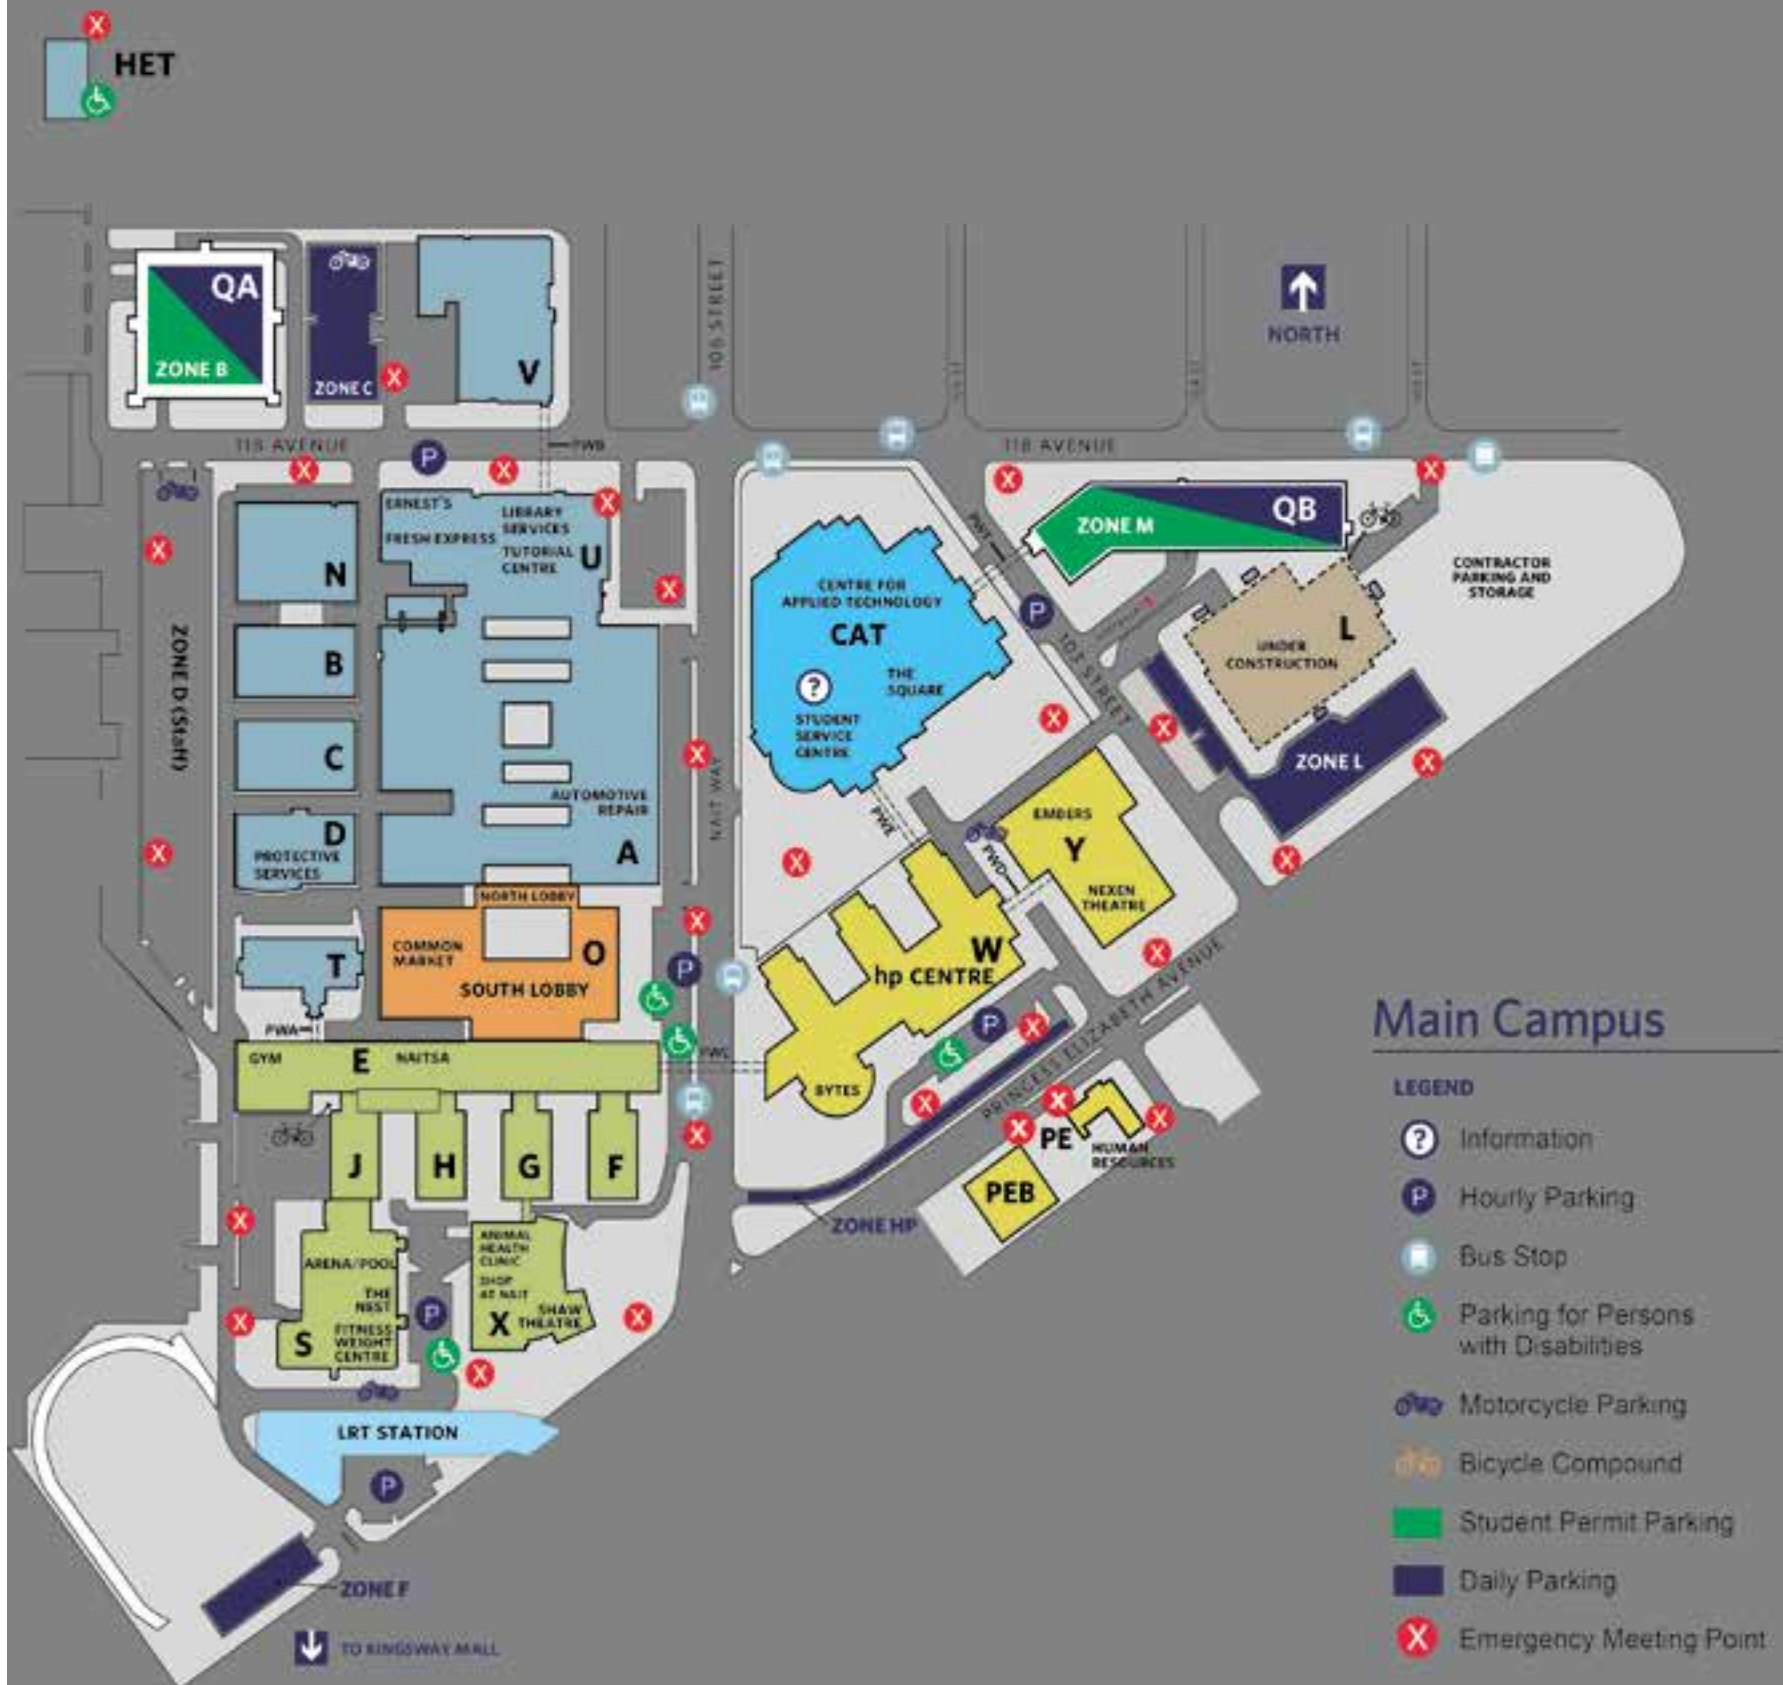 HET
QA
ZONE B
ZONE C
V
106 STREET
NORTH
118 AVENUE
PWB
118 AVENUE
P
ERNEST'S
FRESH EXPRESS
LIBRARY
SERVICES
TUTORIAL
CENTRE
U
N
B
C
D
PROTECTIVE
SERVICES
T
ZONE D (Staff)
AUTOMOTIVE
REPAIR
A
NORTH LOBBY
COMMON
MARKET
O
SOUTH LOBBY
PWA
GYM
E
NAITSA
PWC
J
H
G
F
NAIT WAY
CENTRE FOR
APPLIED TECHNOLOGY
CAT
?
THE
SQUARE
STUDENT
SERVICE
CENTRE
PWF
ZONE M
QB
P
103 STREET
CONTRACTOR
PARKING AND
STORAGE
L
UNDER
CONSTRUCTION
ZONE L
PWE
EMBERS
Y
PWD
NEXEN
THEATRE
W
hp CENTRE
P
BYTES
P
PRINCESS ELIZABETH AVENUE
PE
HUMAN
RESOURCES
PEB
ZONE HP
ARENA/POOL
THE
NEST
S
FITNESS
WEIGHT
CENTRE
ANIMAL
HEALTH
CLINIC
SHOP
AT NAIT
X
SHAW
THEATRE
P
LRT STATION
P
ZONE F
TO KINGSWAY MALL
Main Campus
LEGEND
? Information
P Hourly Parking
Bus Stop
Parking for Persons
with Disabilities
Motorcycle Parking
Bicycle Compound
Student Permit Parking
Daily Parking
X Emergency Meeting Point